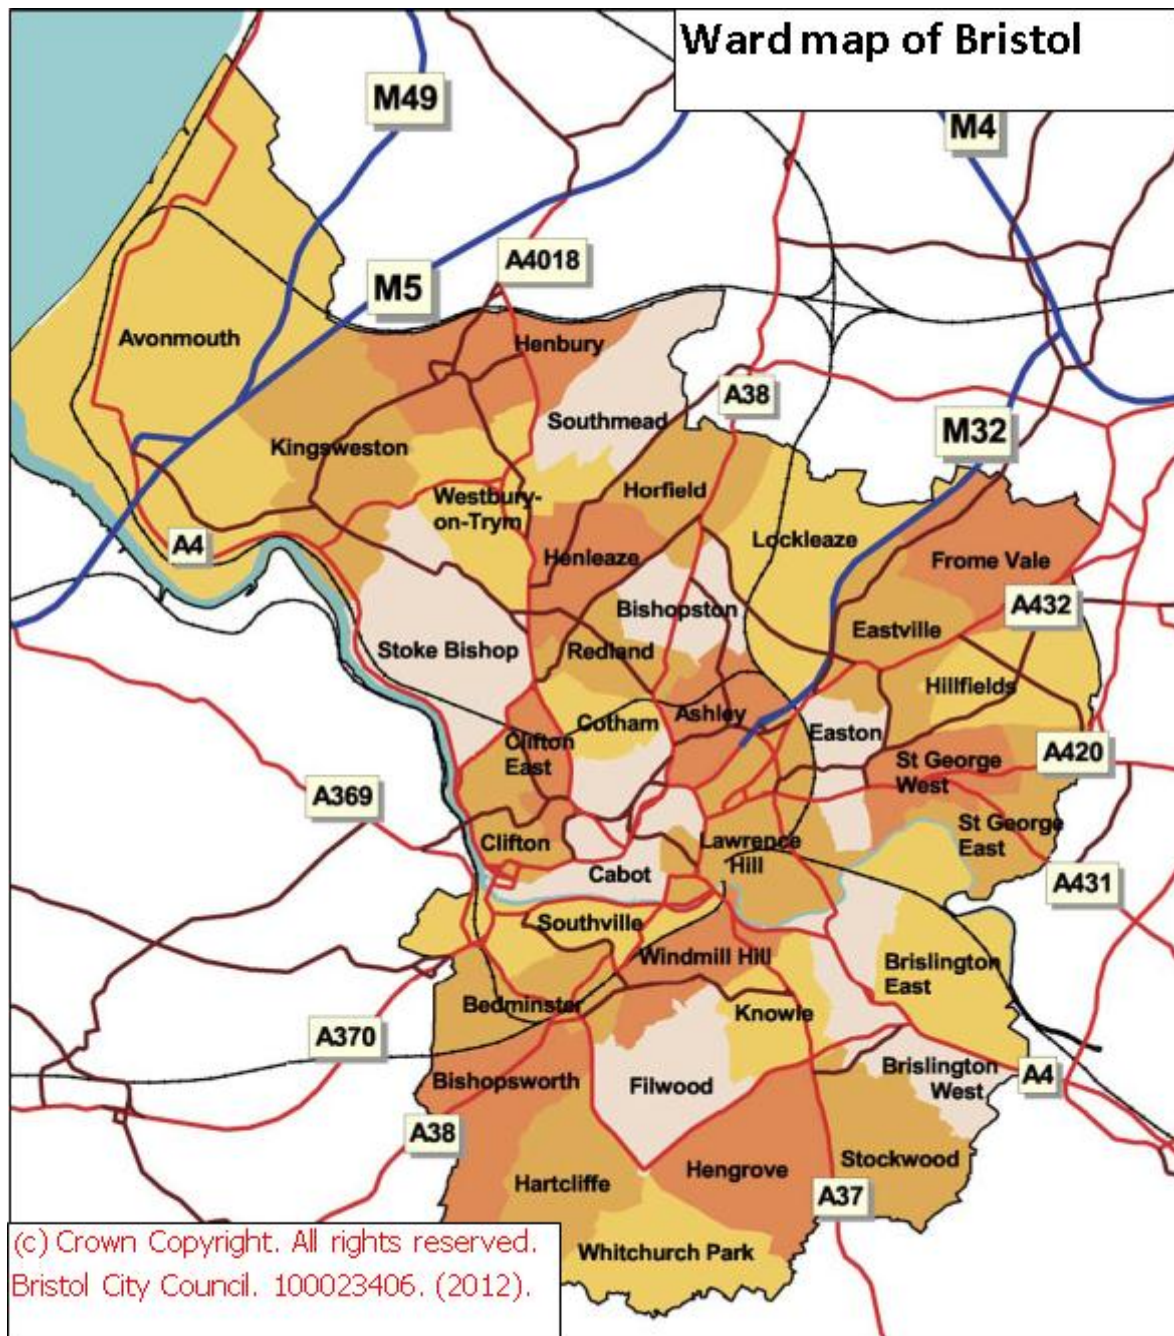 Ward map of Bristol
M49
M4
A4018
M5
Avonmouth
Henbury
A38
Southmead
M32
Kingsweston
Horfield
Westbury-
on-Trym
A4
Lockleaze
Henleaze
Frome Vale
Bishopston
A432
Eastville
Stoke Bishop
Redland
Hillfields
Cotham
Ashley
Easton
Clifton
East
A420
St George
West
A369
St George
East
Clifton
Lawrence
Hill
Cabot
A431
Southville
Windmill Hill
Brislington
East
Bedminster
Knowle
A370
Bishopsworth
Filwood
Brislington
West
A4
A38
Stockwood
Hartcliffe
Hengrove
A37
Whitchurch Park
(c) Crown Copyright. All rights reserved.
Bristol City Council. 100023406. (2012).